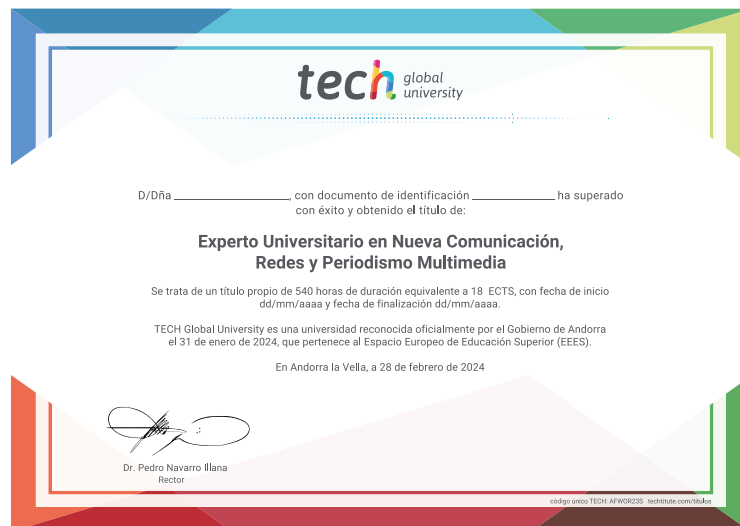 tech global
university
D/Dña ____________, con documento de identificación ____________ ha superado
con éxito y obtenido el título de:
Experto Universitario en Nueva Comunicación,
Redes y Periodismo Multimedia
Se trata de un título propio de 540 horas de duración equivalente a 18 ECTS, con fecha de inicio
dd/mm/aaaa y fecha de finalización dd/mm/aaaa.
TECH Global University es una universidad reconocida oficialmente por el Gobierno de Andorra
el 31 de enero de 2024, que pertenece al Espacio Europeo de Educación Superior (EEES).
En Andorra la Vella, a 28 de febrero de 2024
Dr. Pedro Navarro Illana
Rector
código único TECH: AFWOR23S techtitute.com/titulos